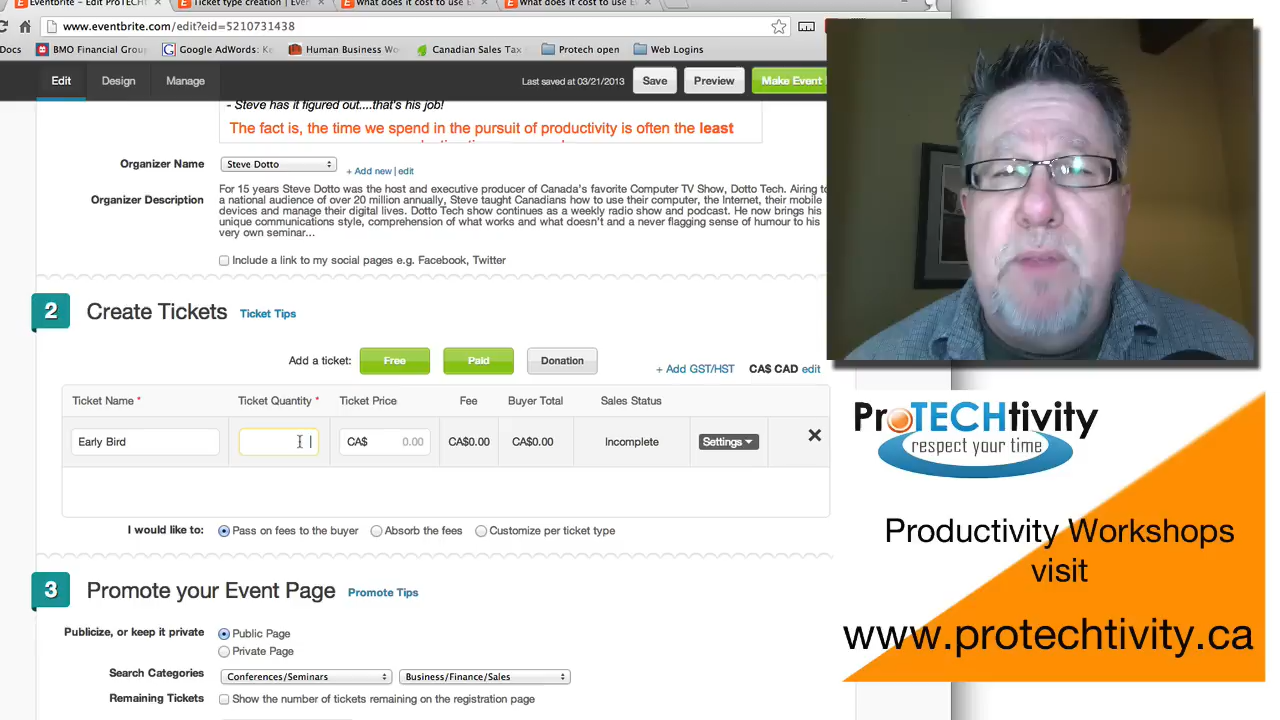 Eventbrite - Edit ProTECHt
Ticket type creation | Even
What does it cost to use E
What does it cost to use Ev
www.eventbrite.com/edit?eid=5210731438
Docs
BMO Financial Group
Google AdWords: Ke
Human Business Wo
Canadian Sales Tax
Protech open
Web Logins
Edit
Design
Manage
Last saved at 03/21/2013
Save
Preview
Make Event
- Steve has it figured out....that's his job!
The fact is, the time we spend in the pursuit of productivity is often the least
Organizer Name
Steve Dotto
+ Add new | edit
Organizer Description
For 15 years Steve Dotto was the host and executive producer of Canada's favorite Computer TV Show, Dotto Tech. Airing to
a national audience of over 20 million annually, Steve taught Canadians how to use their computer, the Internet, their mobile
devices and manage their digital lives. Dotto Tech show continues as a weekly radio show and podcast. He now brings his
unique communications style, comprehension of what works and what doesn't and a never flagging sense of humour to his
very own seminar...
Include a link to my social pages e.g. Facebook, Twitter
2
Create Tickets
Ticket Tips
Add a ticket:
Free
Paid
Donation
+ Add GST/HST
CA$ CAD edit
Ticket Name *
Ticket Quantity *
Ticket Price
Fee
Buyer Total
Sales Status
Early Bird
CA$
0.00
CA$0.00
CA$0.00
Incomplete
Settings
I would like to:
Pass on fees to the buyer
Absorb the fees
Customize per ticket type
3
Promote your Event Page
Promote Tips
Publicize, or keep it private
Public Page
Private Page
Search Categories
Conferences/Seminars
Business/Finance/Sales
Remaining Tickets
Show the number of tickets remaining on the registration page
ProTECHtivity
respect your time
Productivity Workshops
visit
www.protechtivity.ca